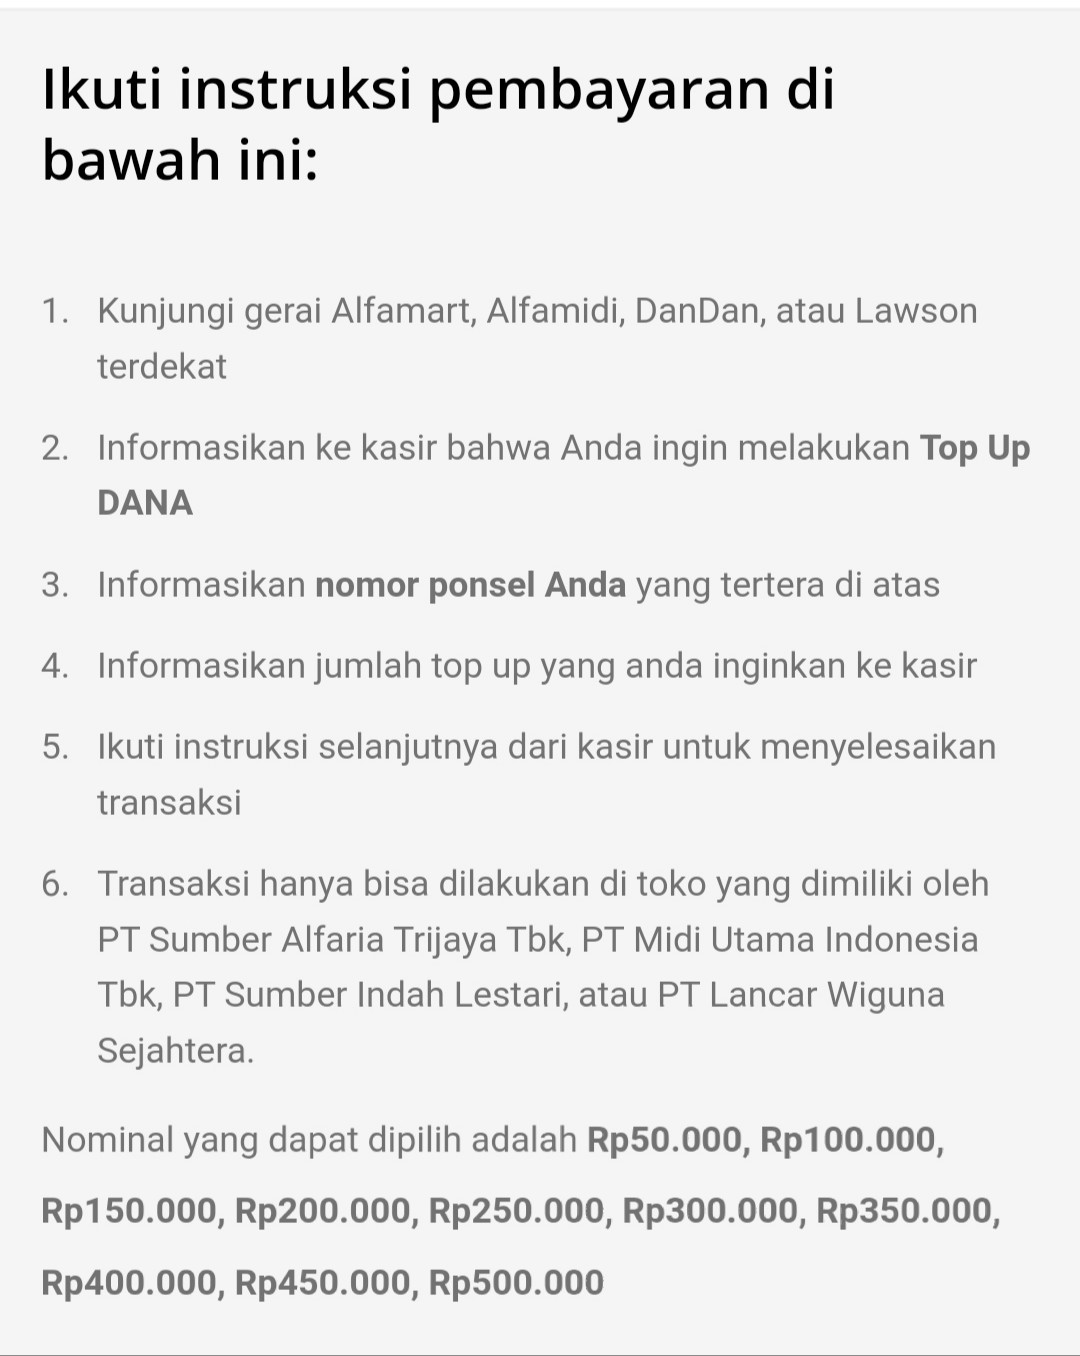 Ikuti instruksi pembayaran di
bawah ini:
1. Kunjungi gerai Alfamart, Alfamidi, DanDan, atau Lawson
terdekat
2. Informasikan ke kasir bahwa Anda ingin melakukan Top Up
DANA
3. Informasikan nomor ponsel Anda yang tertera di atas
4. Informasikan jumlah top up yang anda inginkan ke kasir
5. Ikuti instruksi selanjutnya dari kasir untuk menyelesaikan
transaksi
6. Transaksi hanya bisa dilakukan di toko yang dimiliki oleh
PT Sumber Alfaria Trijaya Tbk, PT Midi Utama Indonesia
Tbk, PT Sumber Indah Lestari, atau PT Lancar Wiguna
Sejahtera.
Nominal yang dapat dipilih adalah Rp50.000, Rp100.000,
Rp150.000, Rp200.000, Rp250.000, Rp300.000, Rp350.000,
Rp400.000, Rp450.000, Rp500.000